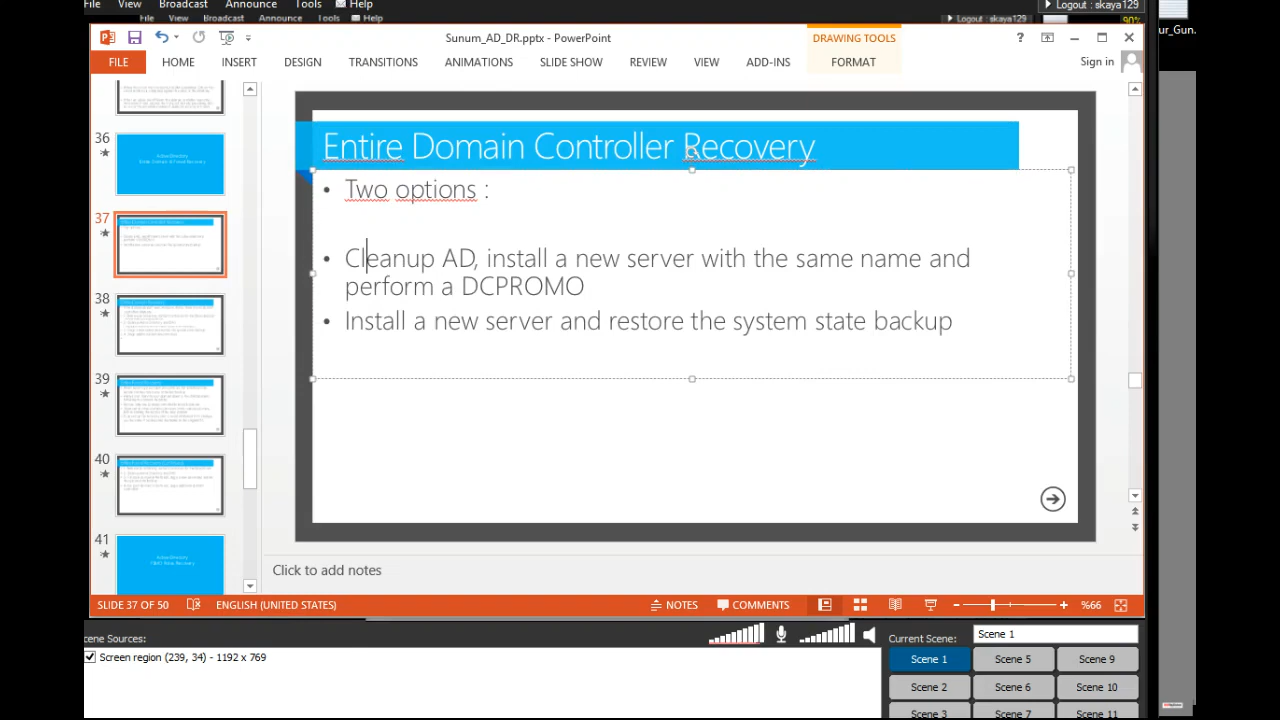 File View Broadcast Announce Tools Help
Logout : skaya129
File View Broadcast Announce Tools Help
Logout : skaya129
90%
ur_Gun.
Sunum_AD_DR.pptx - PowerPoint
DRAWING TOOLS
?
FILE HOME INSERT DESIGN TRANSITIONS ANIMATIONS SLIDE SHOW REVIEW VIEW ADD-INS FORMAT
Sign in
36
37
38
39
40
41
Entire Domain Controller Recovery
• Two options :
• Cleanup AD, install a new server with the same name and
perform a DCPROMO
• Install a new server and restore the system state backup
Click to add notes
SLIDE 37 OF 50 ENGLISH (UNITED STATES) NOTES COMMENTS %66
cene Sources:
Screen region (239, 34) - 1192 x 769
Current Scene: Scene 1
Scene 1 Scene 5 Scene 9
Scene 2 Scene 6 Scene 10
Scene 3 Scene 7 Scene 11